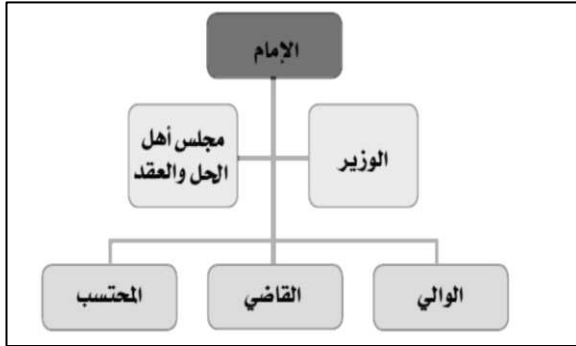 الإمام
الوزير
مجلس أهل
الحل والعقد
الوالي
القاضي
المحتسب